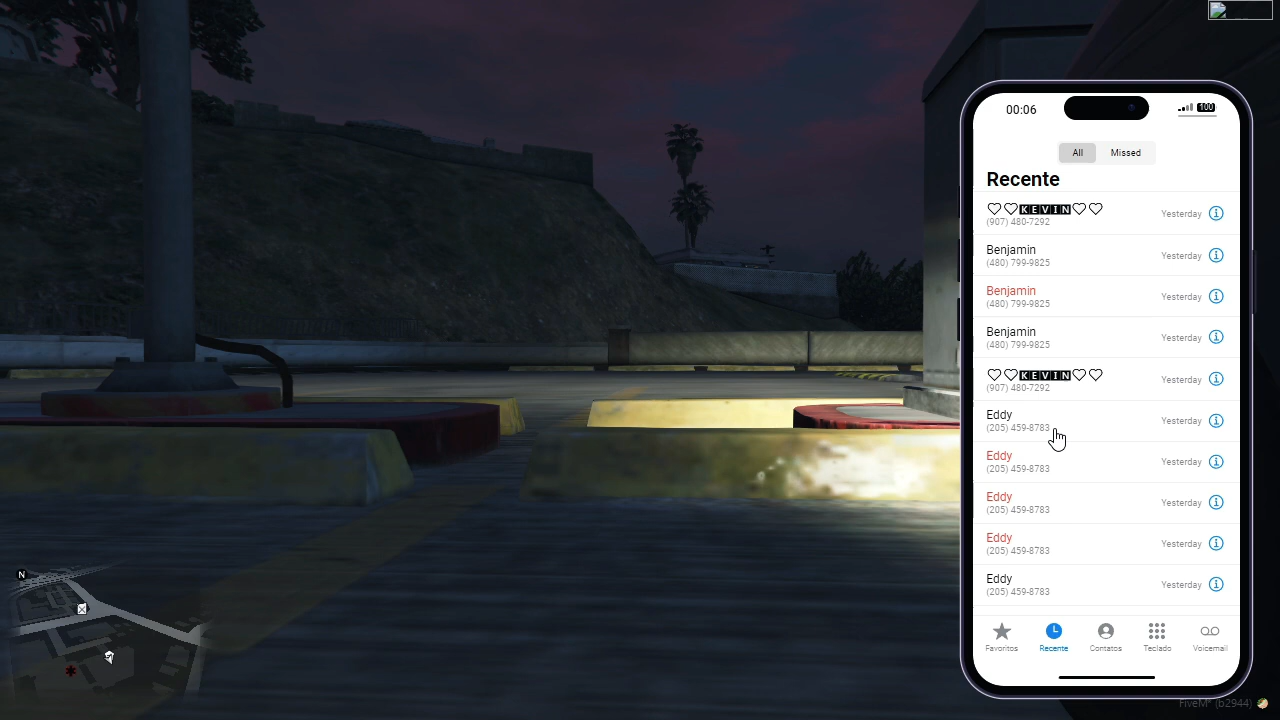 00:06
100
All Missed
Recente
♡♡🅺🅴🆅🅸🅽♡♡
(907) 480-7292
Yesterday
Benjamin
(480) 799-9825
Yesterday
Benjamin
(480) 799-9825
Yesterday
Benjamin
(480) 799-9825
Yesterday
♡♡🅺🅴🆅🅸🅽♡♡
(907) 480-7292
Yesterday
Eddy
(205) 459-8783
Yesterday
Eddy
(205) 459-8783
Yesterday
Eddy
(205) 459-8783
Yesterday
Eddy
(205) 459-8783
Yesterday
Eddy
(205) 459-8783
Yesterday
Favoritos Recente Contatos Teclado Voicemail
N
FiveM* (b2944)